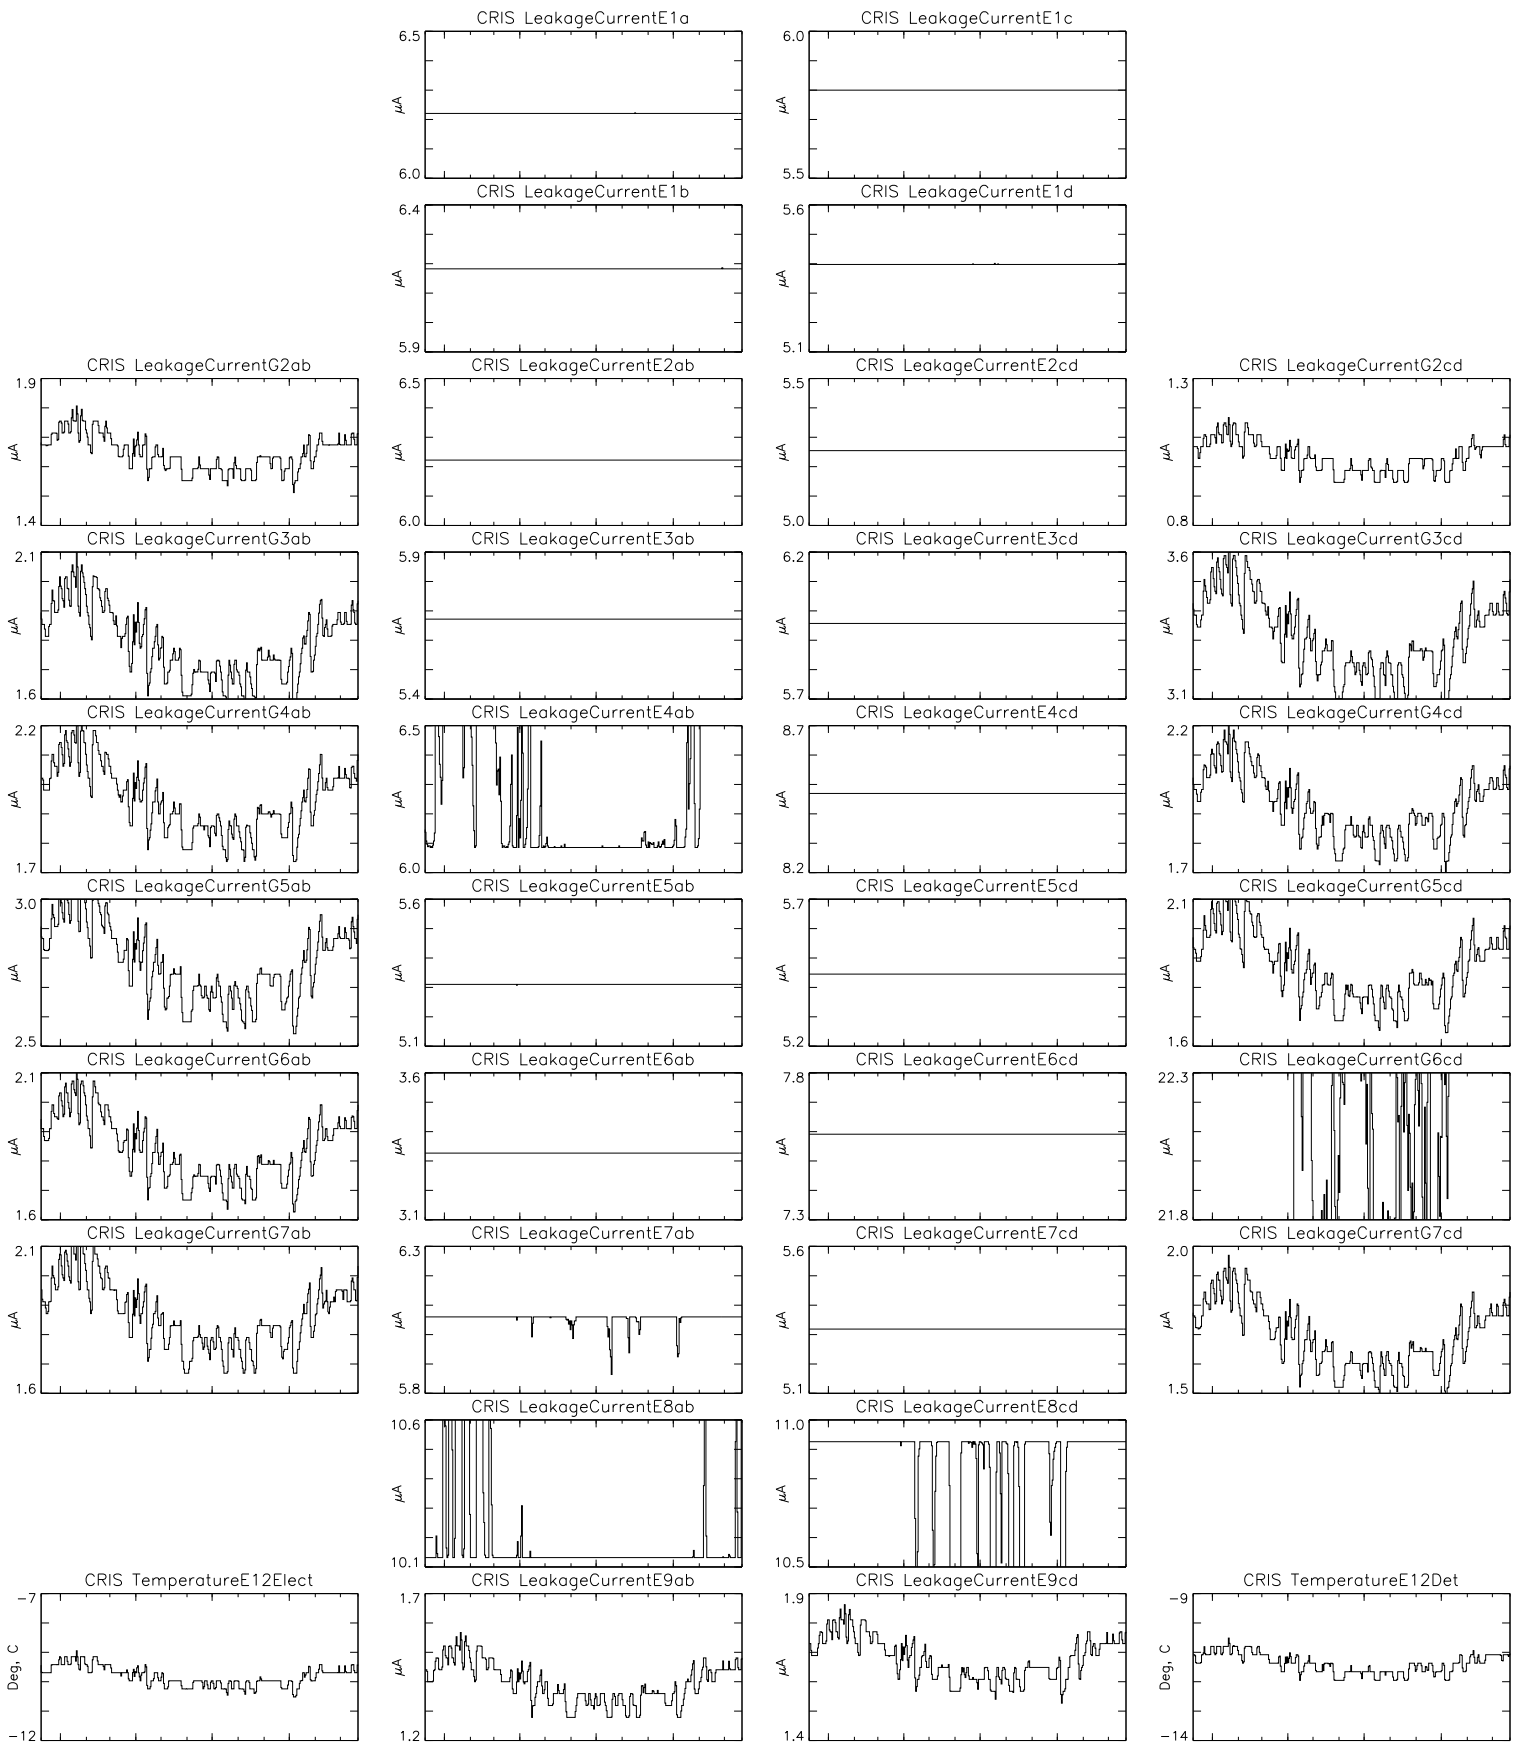 CRIS LeakageCurrentE1a CRIS LeakageCurrentE1c
6.5 6.0
μA μA
6.0 5.5
CRIS LeakageCurrentE1b CRIS LeakageCurrentE1d
6.4 5.6
μA μA
5.9 5.1
CRIS LeakageCurrentG2ab CRIS LeakageCurrentE2ab CRIS LeakageCurrentE2cd CRIS LeakageCurrentG2cd
1.9 6.5 5.5 1.3
μA μA μA μA
1.4 6.0 5.0 0.8
CRIS LeakageCurrentG3ab CRIS LeakageCurrentE3ab CRIS LeakageCurrentE3cd CRIS LeakageCurrentG3cd
2.1 5.9 6.2 3.6
μA μA μA μA
1.6 5.4 5.7 3.1
CRIS LeakageCurrentG4ab CRIS LeakageCurrentE4ab CRIS LeakageCurrentE4cd CRIS LeakageCurrentG4cd
2.2 6.5 8.7 2.2
μA μA μA μA
1.7 6.0 8.2 1.7
CRIS LeakageCurrentG5ab CRIS LeakageCurrentE5ab CRIS LeakageCurrentE5cd CRIS LeakageCurrentG5cd
3.0 5.6 5.7 2.1
μA μA μA μA
2.5 5.1 5.2 1.6
CRIS LeakageCurrentG6ab CRIS LeakageCurrentE6ab CRIS LeakageCurrentE6cd CRIS LeakageCurrentG6cd
2.1 3.6 7.8 22.3
μA μA μA μA
1.6 3.1 7.3 21.8
CRIS LeakageCurrentG7ab CRIS LeakageCurrentE7ab CRIS LeakageCurrentE7cd CRIS LeakageCurrentG7cd
2.1 6.3 5.6 2.0
μA μA μA μA
1.6 5.8 5.1 1.5
CRIS LeakageCurrentE8ab CRIS LeakageCurrentE8cd
10.6 11.0
μA μA
10.1 10.5
CRIS TemperatureE12Elect CRIS LeakageCurrentE9ab CRIS LeakageCurrentE9cd CRIS TemperatureE12Det
-7 1.7 1.9 -9
Deg, C μA μA Deg, C
-12 1.2 1.4 -14